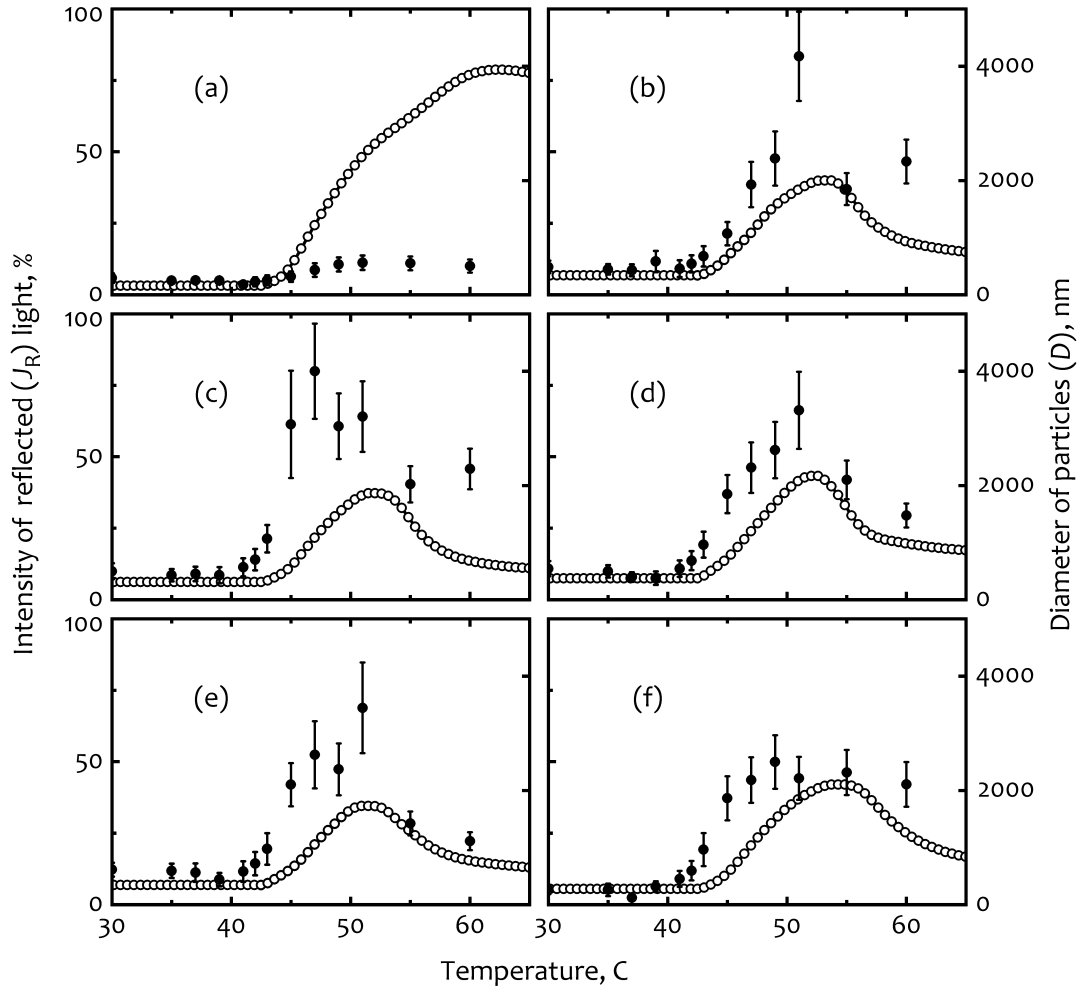 100
50
0
(a)
(b)
4000
2000
0
100
50
0
(c)
(d)
4000
2000
0
100
50
0
(e)
(f)
4000
2000
0
30
40
50
60
30
40
50
60
Temperature, C
Intensity of reflected (JR) light, %
Diameter of particles (D), nm